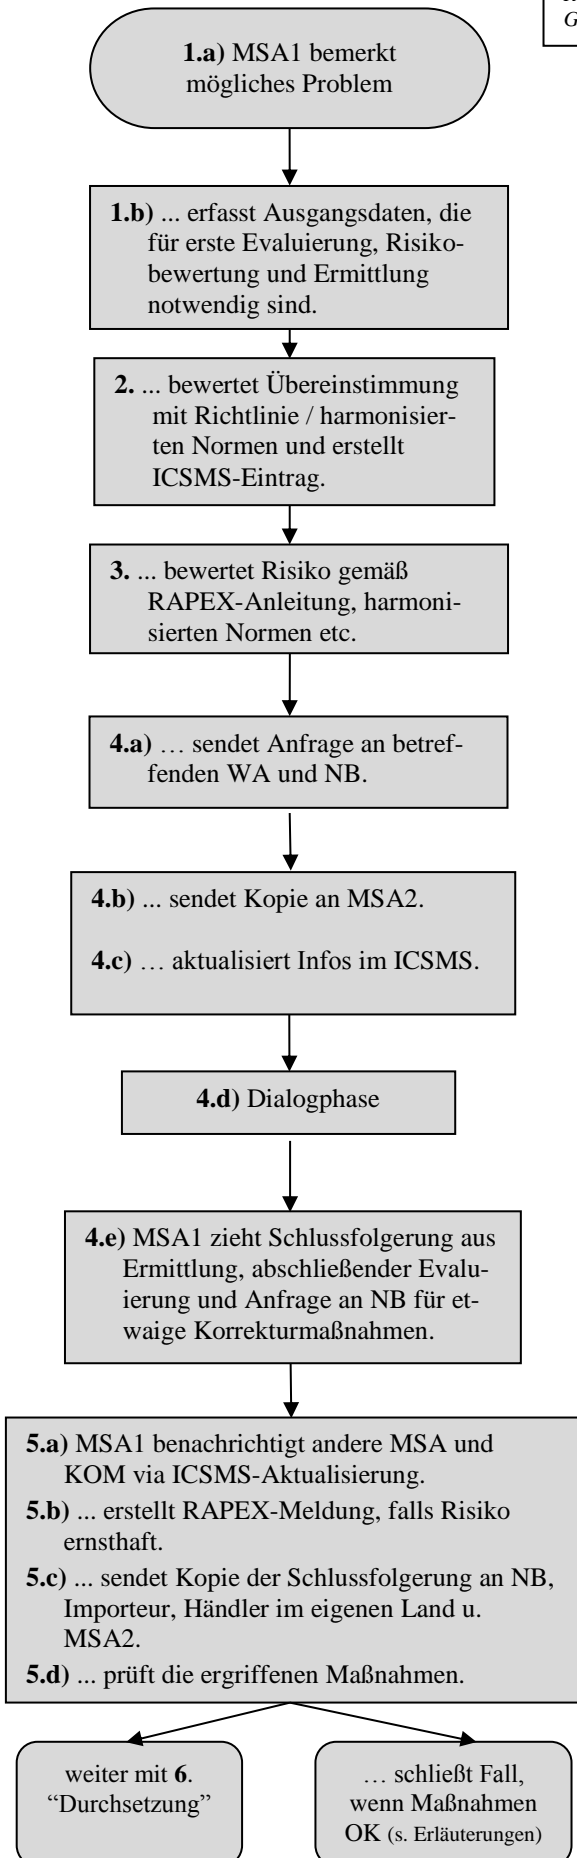 G
1.a) MSA1 bemerkt
mögliches Problem
1.b) ... erfasst Ausgangsdaten, die
für erste Evaluierung, Risiko-
bewertung und Ermittlung
notwendig sind.
2. ... bewertet Übereinstimmung
mit Richtlinie / harmonisier-
ten Normen und erstellt
ICSMS-Eintrag.
3. ... bewertet Risiko gemäß
RAPEX-Anleitung, harmoni-
sierten Normen etc.
4.a) … sendet Anfrage an betref-
fenden WA und NB.
4.b) ... sendet Kopie an MSA2.
4.c) … aktualisiert Infos im ICSMS.
4.d) Dialogphase
4.e) MSA1 zieht Schlussfolgerung aus
Ermittlung, abschließender Evalu-
ierung und Anfrage an NB für et-
waige Korrekturmaßnahmen.
5.a) MSA1 benachrichtigt andere MSA und
KOM via ICSMS-Aktualisierung.
5.b) ... erstellt RAPEX-Meldung, falls Risiko
ernsthaft.
5.c) ... sendet Kopie der Schlussfolgerung an NB,
Importeur, Händler im eigenen Land u.
MSA2.
5.d) ... prüft die ergriffenen Maßnahmen.
weiter mit 6.
“Durchsetzung”
… schließt Fall,
wenn Maßnahmen
OK (s. Erläuterungen)